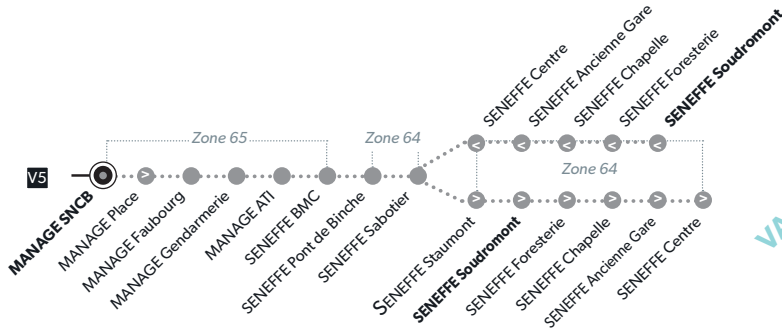 SENEFFE Centre
SENEFFE Ancienne Gare
SENEFFE Chapelle
SENEFFE Foresterie
SENEFFE Soudromont
Zone 65
Zone 64
Zone 64
V5
MANAGE SNCB
MANAGE Place
MANAGE Faubourg
MANAGE Gendarmerie
MANAGE ATI
SENEFFE BMC
SENEFFE Pont de Binche
SENEFFE Sabotier
SENEFFE Staumont
SENEFFE Soudromont
SENEFFE Foresterie
SENEFFE Chapelle
SENEFFE Ancienne Gare
SENEFFE Centre
VA